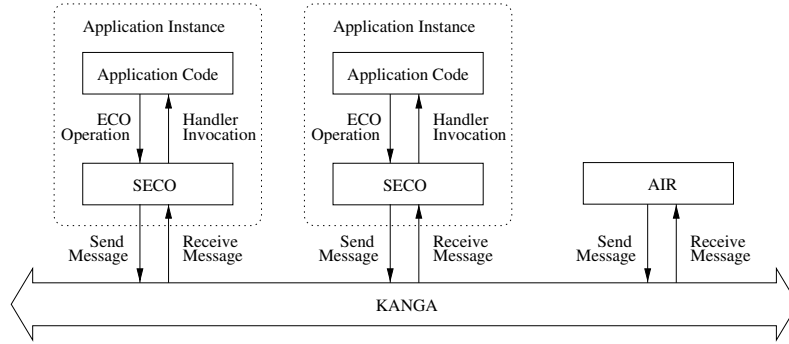 Application Instance
Application Instance
Application Code
Application Code
ECO
Operation
Handler
Invocation
ECO
Operation
Handler
Invocation
SECO
SECO
AIR
Send
Message
Receive
Message
Send
Message
Receive
Message
Send
Message
Receive
Message
KANGA